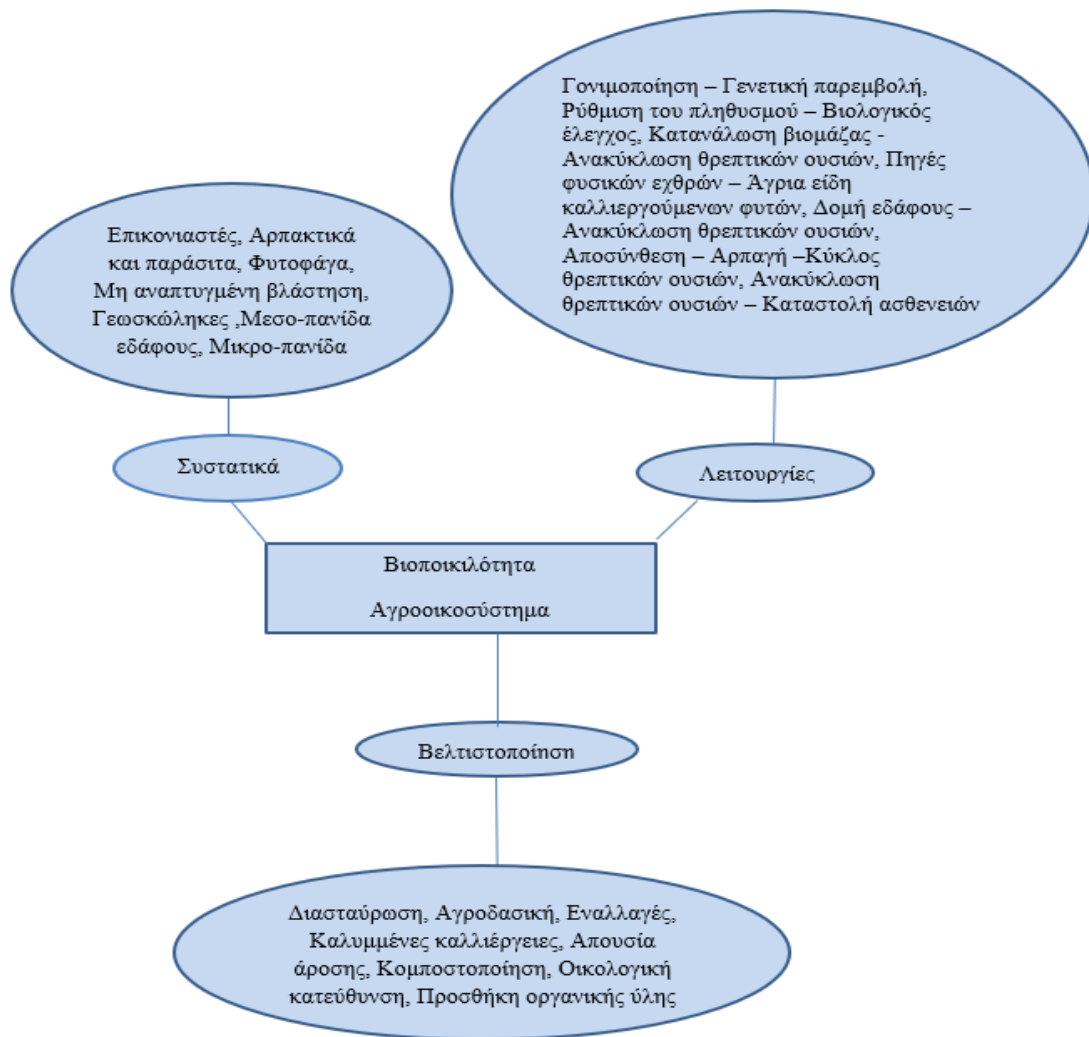 Γονιμοποίηση – Γενετική παρεμβολή,
Ρύθμιση του πληθυσμού – Βιολογικός
έλεγχος, Κατανάλωση βιομάζας -
Ανακύκλωση θρεπτικών ουσιών, Πηγές
φυσικών εχθρών – Άγρια είδη
καλλιεργούμενων φυτών, Δομή εδάφους –
Ανακύκλωση θρεπτικών ουσιών,
Αποσύνθεση – Αρπαγή –Κύκλος
θρεπτικών ουσιών, Ανακύκλωση
θρεπτικών ουσιών – Καταστολή ασθενειών
Επικονιαστές, Αρπακτικά
και παράσιτα, Φυτοφάγα,
Μη αναπτυγμένη βλάστηση,
Γεωσκώληκες ,Μεσο-πανίδα
εδάφους, Μικρο-πανίδα
Συστατικά
Λειτουργίες
Βιοποικιλότητα
Αγροοικοσύστημα
Βελτιστοποίηση
Διασταύρωση, Αγροδασική, Εναλλαγές,
Καλυμμένες καλλιέργειες, Απουσία
άροσης, Κομποστοποίηση, Οικολογική
κατεύθυνση, Προσθήκη οργανικής ύλης